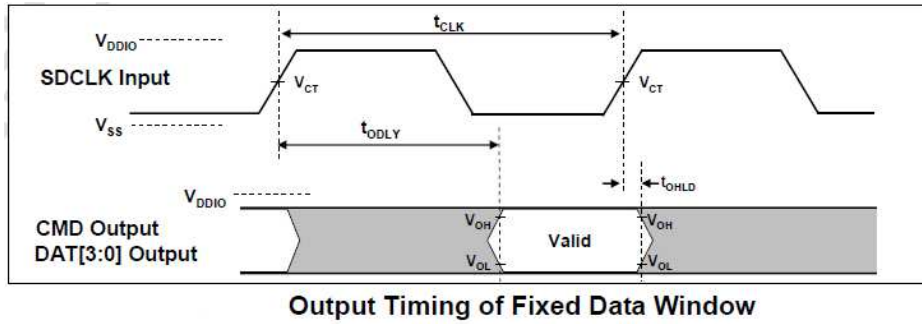 tCLK
VDDIO
SDCLK Input
VCT
VCT
VSS
tODLY
VDDIO
tOHLD
CMD Output
DAT[3:0] Output
VOH
Valid
VOH
VOL
VOL
Output Timing of Fixed Data Window